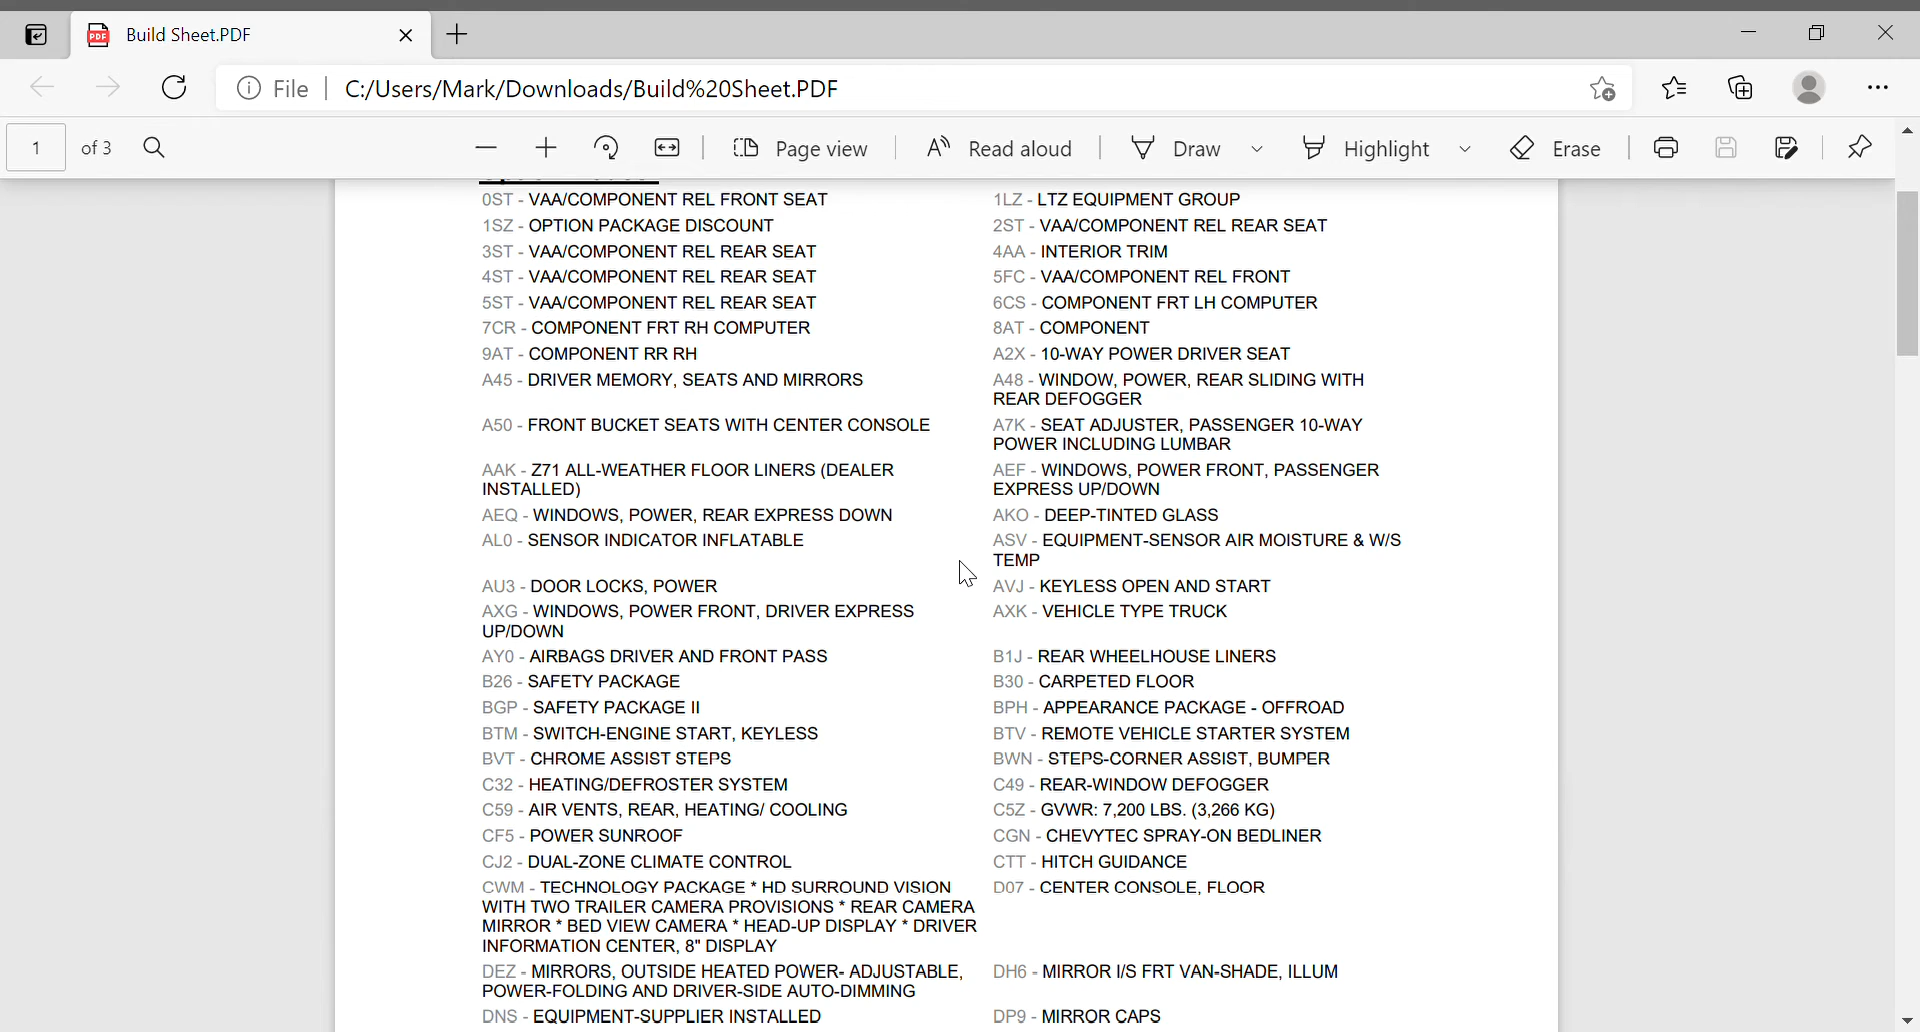 Build Sheet.PDF
File
C:/Users/Mark/Downloads/Build%20Sheet.PDF
1 of 3
Page view
Read aloud
Draw
Highlight
Erase
0ST - VAA/COMPONENT REL FRONT SEAT
1LZ - LTZ EQUIPMENT GROUP
1SZ - OPTION PACKAGE DISCOUNT
2ST - VAA/COMPONENT REL REAR SEAT
3ST - VAA/COMPONENT REL REAR SEAT
4AA - INTERIOR TRIM
4ST - VAA/COMPONENT REL REAR SEAT
5FC - VAA/COMPONENT REL FRONT
5ST - VAA/COMPONENT REL REAR SEAT
6CS - COMPONENT FRT LH COMPUTER
7CR - COMPONENT FRT RH COMPUTER
8AT - COMPONENT
9AT - COMPONENT RR RH
A2X - 10-WAY POWER DRIVER SEAT
A45 - DRIVER MEMORY, SEATS AND MIRRORS
A48 - WINDOW, POWER, REAR SLIDING WITH
REAR DEFOGGER
A50 - FRONT BUCKET SEATS WITH CENTER CONSOLE
A7K - SEAT ADJUSTER, PASSENGER 10-WAY
POWER INCLUDING LUMBAR
AAK - Z71 ALL-WEATHER FLOOR LINERS (DEALER
INSTALLED)
AEF - WINDOWS, POWER FRONT, PASSENGER
EXPRESS UP/DOWN
AEQ - WINDOWS, POWER, REAR EXPRESS DOWN
AKO - DEEP-TINTED GLASS
AL0 - SENSOR INDICATOR INFLATABLE
ASV - EQUIPMENT-SENSOR AIR MOISTURE & W/S
TEMP
AU3 - DOOR LOCKS, POWER
AVJ - KEYLESS OPEN AND START
AXG - WINDOWS, POWER FRONT, DRIVER EXPRESS
UP/DOWN
AXK - VEHICLE TYPE TRUCK
AY0 - AIRBAGS DRIVER AND FRONT PASS
B1J - REAR WHEELHOUSE LINERS
B26 - SAFETY PACKAGE
B30 - CARPETED FLOOR
BGP - SAFETY PACKAGE II
BPH - APPEARANCE PACKAGE - OFFROAD
BTM - SWITCH-ENGINE START, KEYLESS
BTV - REMOTE VEHICLE STARTER SYSTEM
BVT - CHROME ASSIST STEPS
BWN - STEPS-CORNER ASSIST, BUMPER
C32 - HEATING/DEFROSTER SYSTEM
C49 - REAR-WINDOW DEFOGGER
C59 - AIR VENTS, REAR, HEATING/ COOLING
C5Z - GVWR: 7,200 LBS. (3,266 KG)
CF5 - POWER SUNROOF
CGN - CHEVYTEC SPRAY-ON BEDLINER
CJ2 - DUAL-ZONE CLIMATE CONTROL
CTT - HITCH GUIDANCE
CWM - TECHNOLOGY PACKAGE * HD SURROUND VISION
WITH TWO TRAILER CAMERA PROVISIONS * REAR CAMERA
MIRROR * BED VIEW CAMERA * HEAD-UP DISPLAY * DRIVER
INFORMATION CENTER, 8" DISPLAY
D07 - CENTER CONSOLE, FLOOR
DEZ - MIRRORS, OUTSIDE HEATED POWER- ADJUSTABLE,
POWER-FOLDING AND DRIVER-SIDE AUTO-DIMMING
DH6 - MIRROR I/S FRT VAN-SHADE, ILLUM
DNS - EQUIPMENT-SUPPLIER INSTALLED
DP9 - MIRROR CAPS